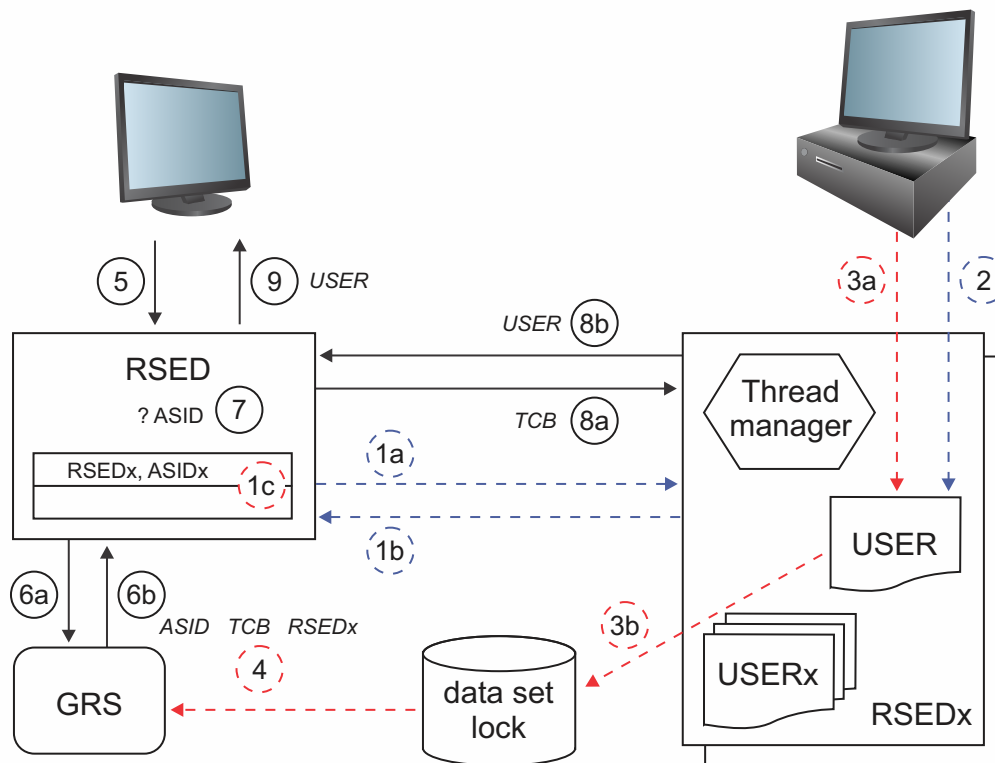 3a
2
5
9 USER
USER 8b
RSED
? ASID 7
TCB 8a
Thread
manager
RSEDx, ASIDx
1c
1a
1b
USER
6a
6b
ASID TCB RSEDx
4
3b
GRS
data set
lock
USERx
RSEDx